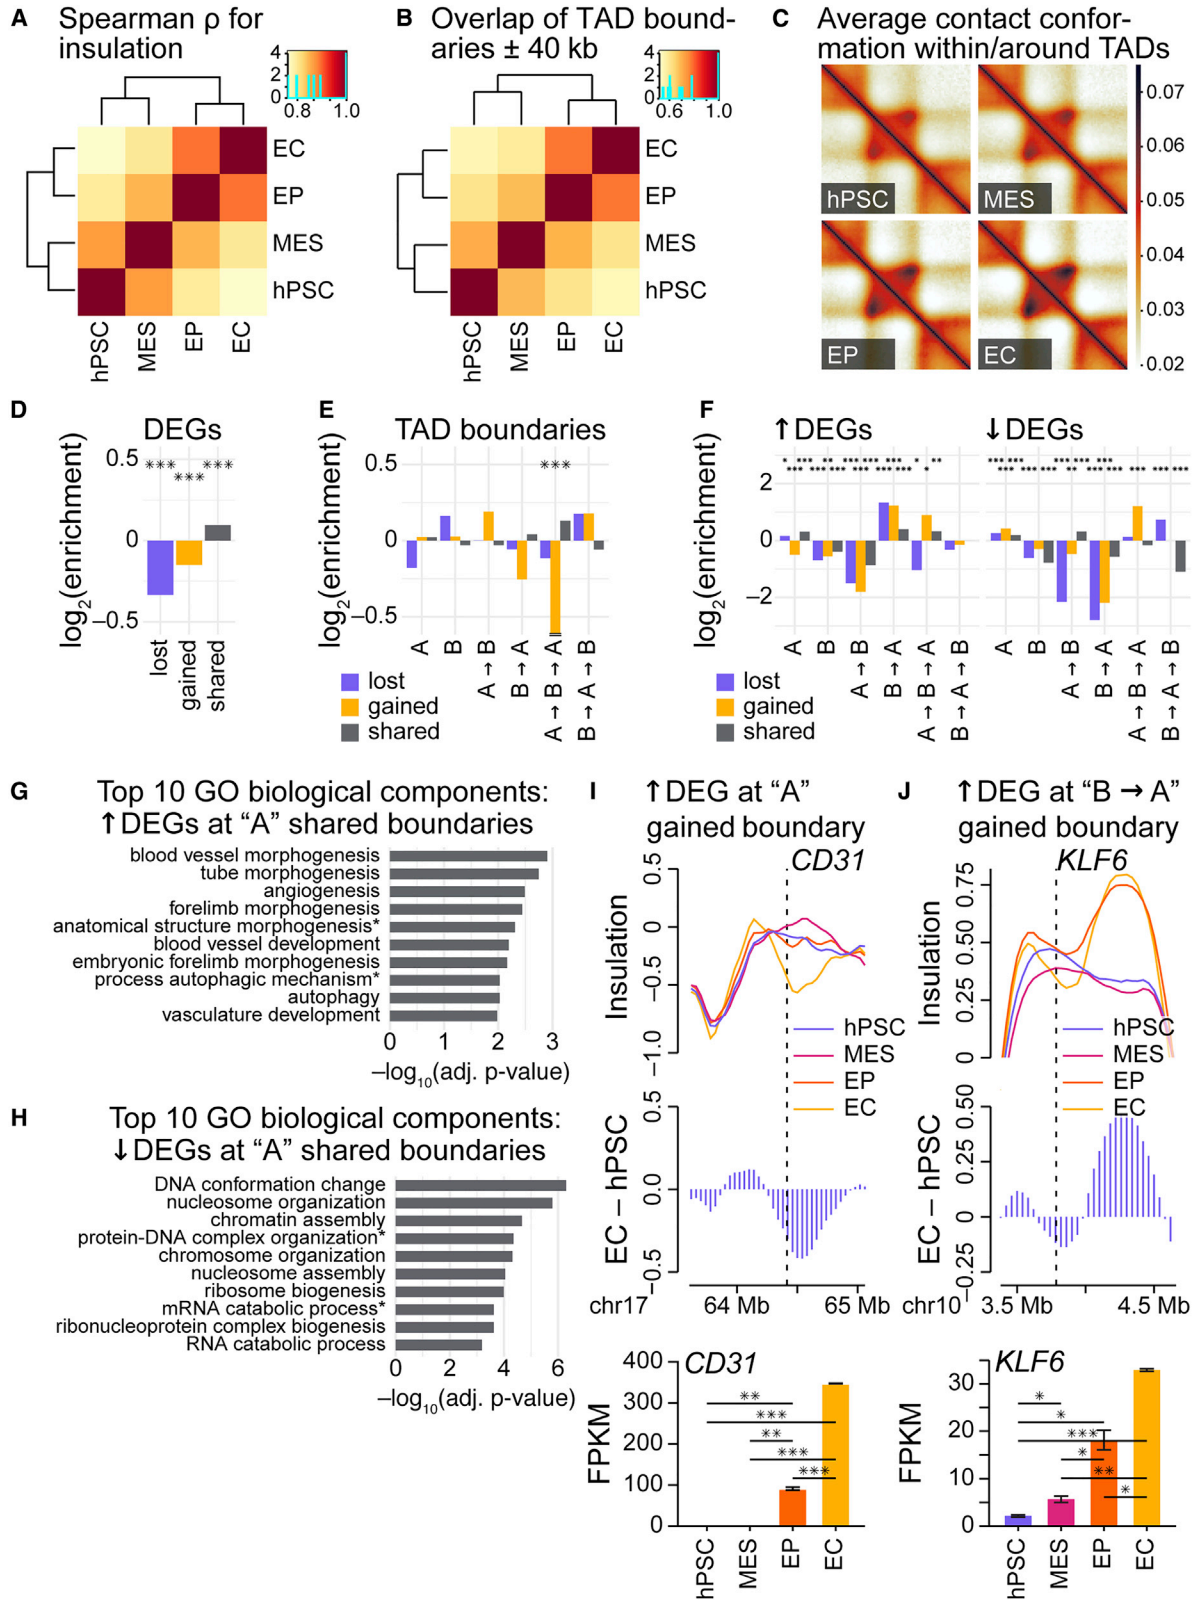 A Spearman ρ for
insulation
4
2
0
0.8 1.0
EC
EP
MES
hPSC
hPSC MES EP EC
B Overlap of TAD bound-
aries ± 40 kb
4
2
0
0.6 1.0
EC
EP
MES
hPSC
hPSC MES EP EC
C Average contact confor-
mation within/around TADs
hPSC MES
EP EC
0.07
0.06
0.05
0.04
0.03
0.02
D DEGs
log2(enrichment)
0.5
0
−0.5
*** *** ***
lost gained shared
E TAD boundaries
log2(enrichment)
0.5
0
−0.5
***
A B A→B B→A A→B→A B→A→B
lost
gained
shared
F ↑DEGs ↓DEGs
log2(enrichment)
2
0
−2
A B A→B B→A A→B→A B→A→B
A B A→B B→A A→B→A B→A→B
lost
gained
shared
G Top 10 GO biological components:
↑DEGs at “A” shared boundaries
blood vessel morphogenesis
tube morphogenesis
angiogenesis
forelimb morphogenesis
anatomical structure morphogenesis*
blood vessel development
embryonic forelimb morphogenesis
process autophagic mechanism*
autophagy
vasculature development
0 1 2 3
−log10(adj. p-value)
H Top 10 GO biological components:
↓DEGs at “A” shared boundaries
DNA conformation change
nucleosome organization
chromatin assembly
protein-DNA complex organization*
chromosome organization
nucleosome assembly
ribosome biogenesis
mRNA catabolic process*
ribonucleoprotein complex biogenesis
RNA catabolic process
0 2 4 6
−log10(adj. p-value)
I ↑DEG at “A”
gained boundary
CD31
Insulation
0.5
0
−0.5
−1.0
hPSC
MES
EP
EC
EC – hPSC
0.5
0.0
−0.5
chr17 64 Mb 65 Mb
CD31
FPKM
400
300
200
100
0
**
***
**
***
***
hPSC MES EP EC
J ↑DEG at “B → A”
gained boundary
KLF6
Insulation
0.75
0.50
0.25
0
hPSC
MES
EP
EC
EC – hPSC
0.50
0.25
0
−0.25
chr10 3.5 Mb 4.5 Mb
KLF6
FPKM
30
20
10
0
*
*
***
*
**
*
hPSC MES EP EC